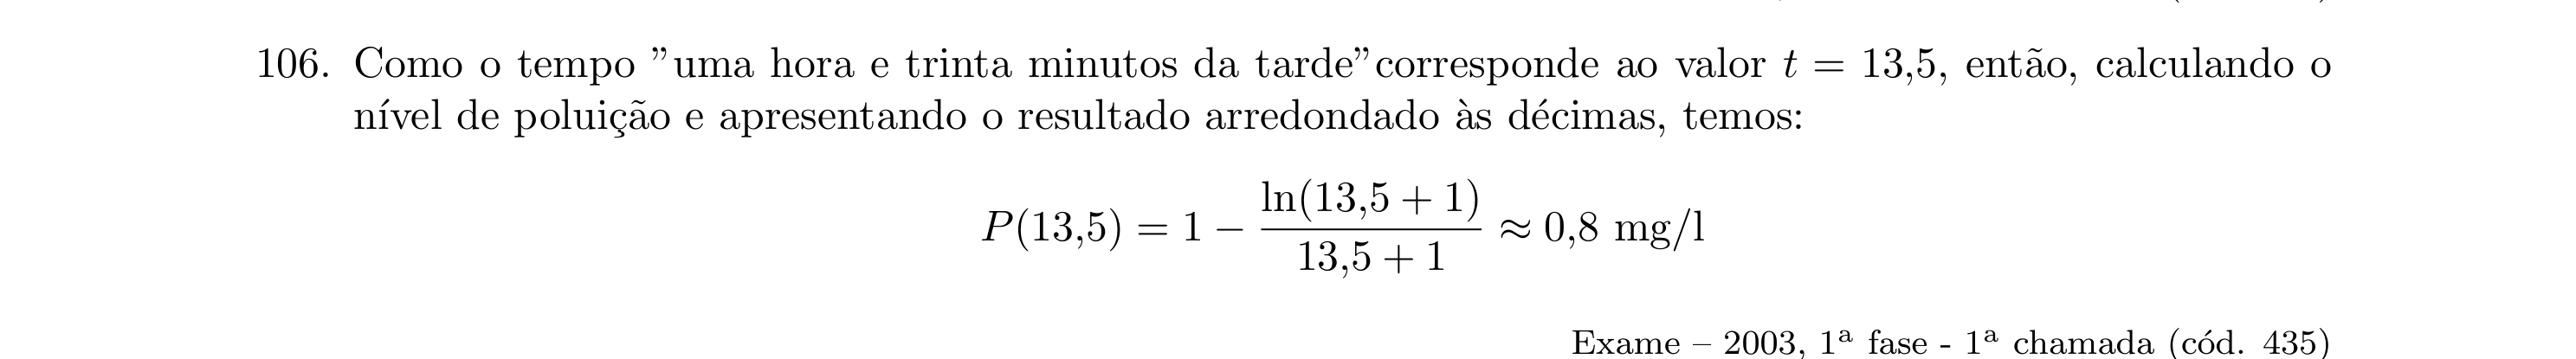 106. Como o tempo ”uma hora e trinta minutos da tarde”corresponde ao valor t = 13,5, então, calculando o
nível de poluição e apresentando o resultado arredondado às décimas, temos:
P(13,5) = 1 − ln(13,5 + 1)/13,5 + 1 ≈ 0,8 mg/l
Exame – 2003, 1ª fase - 1ª chamada (cód. 435)